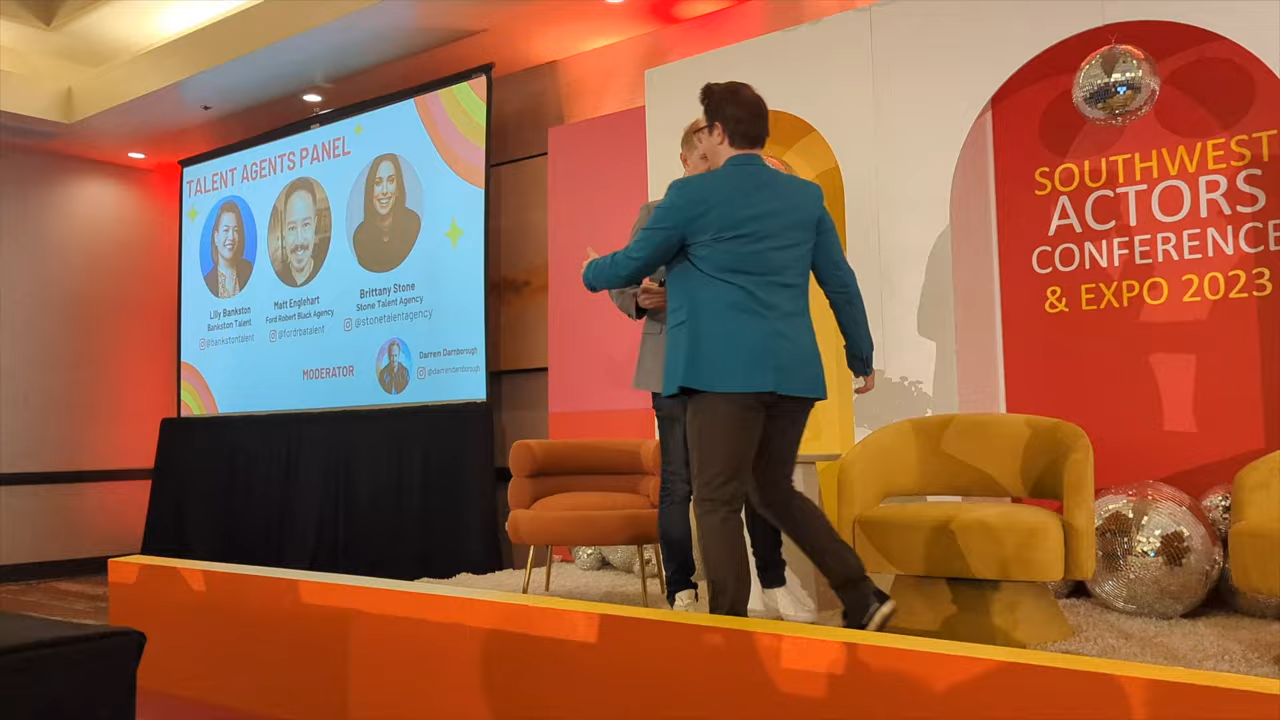 TALENT AGENTS PANEL
Lilly Bankston
Bankston Talent
@bankstontalent
Matt Englehart
Ford Robert Black Agency
@fordrbatalent
Brittany Stone
Stone Talent Agency
@stonetalentagency
MODERATOR
Darren Darnborough
@darrendarnborough
SOUTHWEST
ACTORS
CONFERENCE
& EXPO 2023